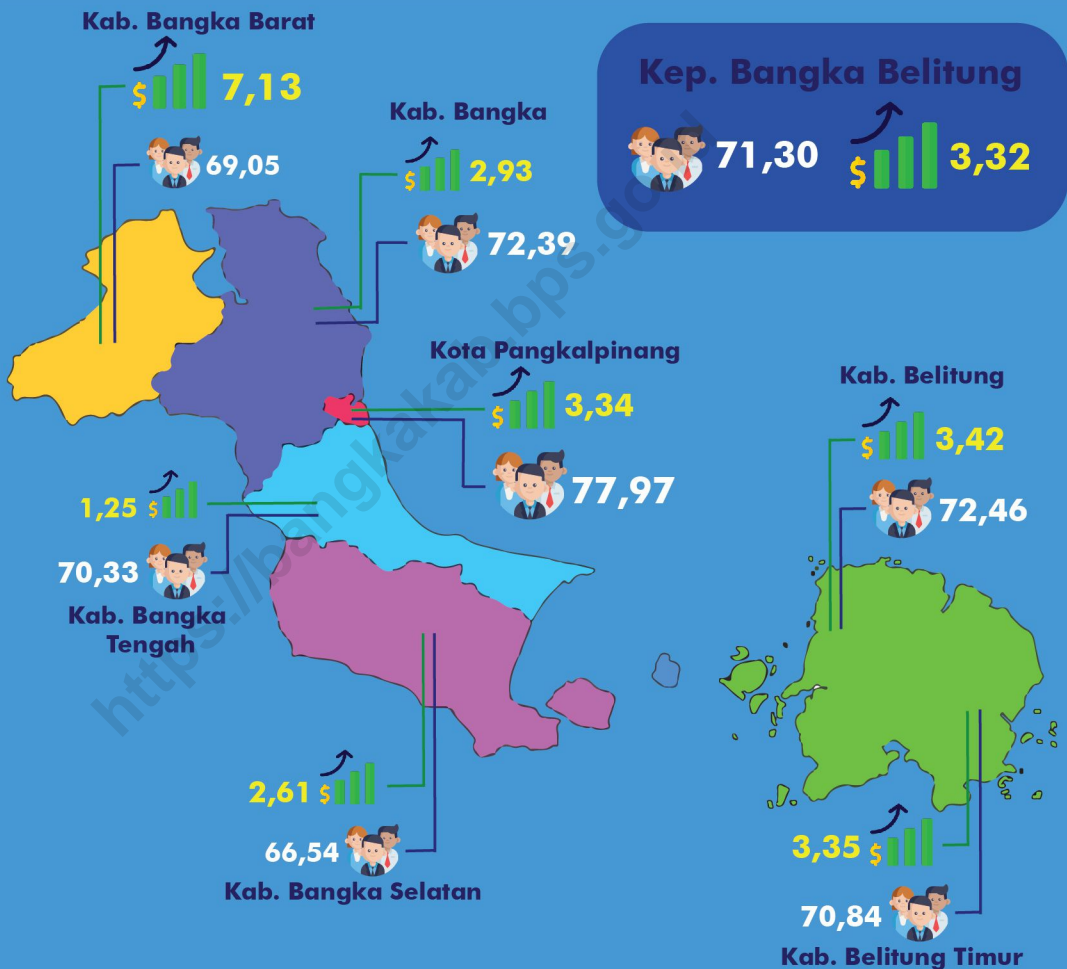 Kab. Bangka Barat
7,13
69,05
Kab. Bangka
2,93
72,39
Kep. Bangka Belitung
71,30
3,32
Kota Pangkalpinang
3,34
77,97
Kab. Belitung
3,42
72,46
1,25
70,33
Kab. Bangka
Tengah
2,61
66,54
Kab. Bangka Selatan
3,35
70,84
Kab. Belitung Timur
https://bangkakab.bps.go.id